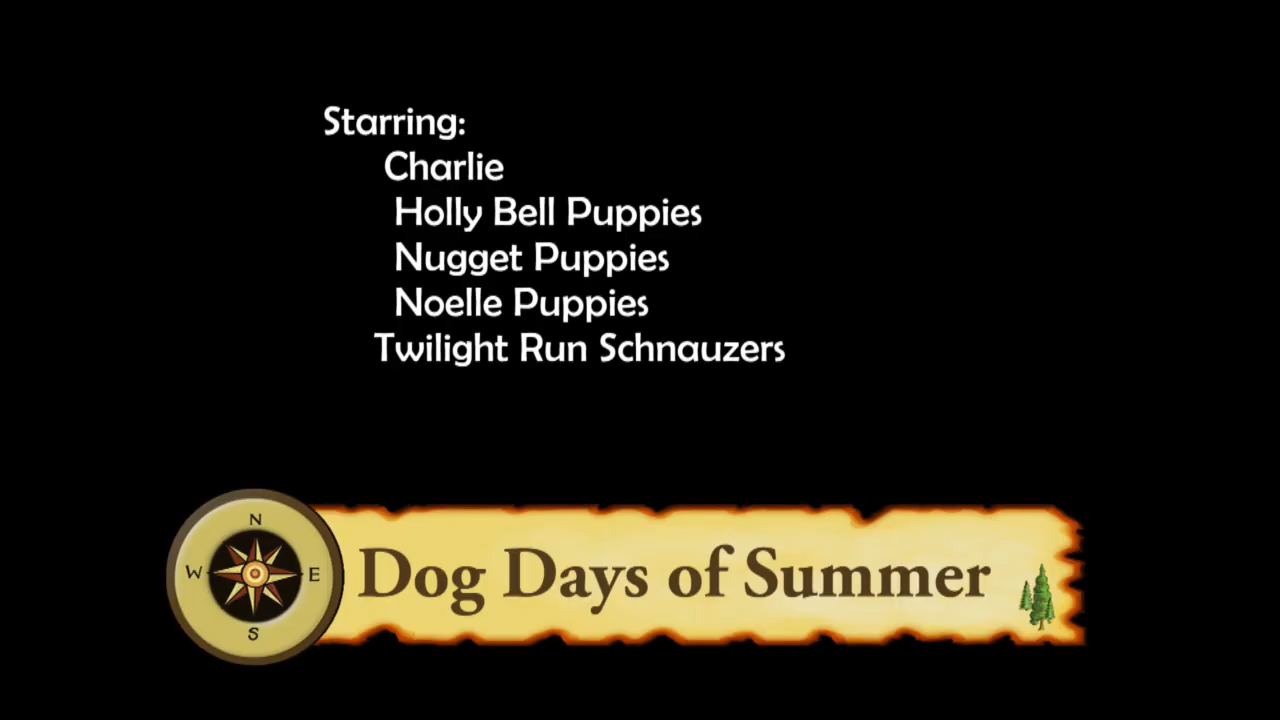 Starring:
Charlie
Holly Bell Puppies
Nugget Puppies
Noelle Puppies
Twilight Run Schnauzers
N
W E
S
Dog Days of Summer